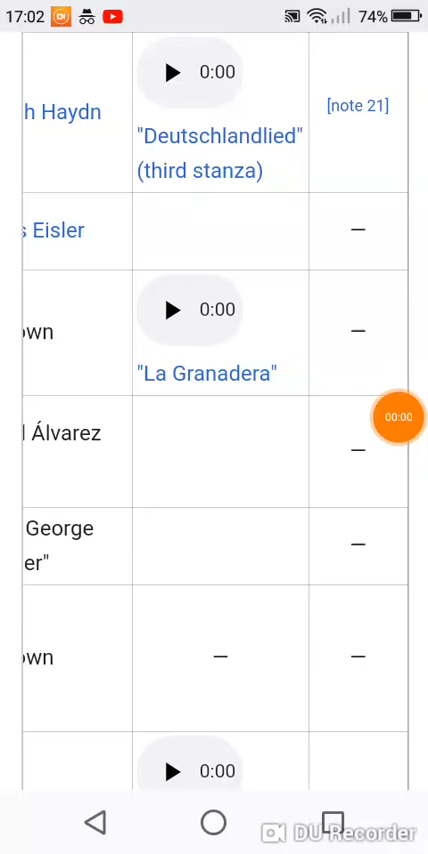 17:02
74%
0:00
h Haydn
"Deutschlandlied"
(third stanza)
[note 21]
s Eisler
—
0:00
own
—
"La Granadera"
00:00
l Álvarez
—
George
er"
—
own
—
—
0:00
DU Recorder